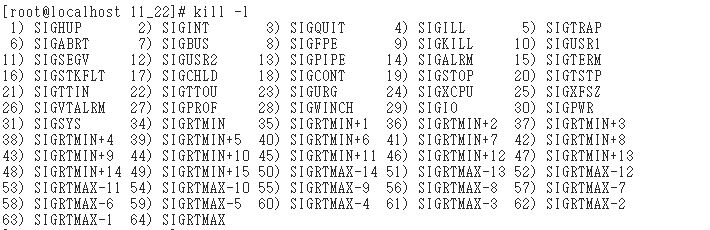 [root@localhost 11_22]# kill -l
 1) SIGHUP       2) SIGINT       3) SIGQUIT      4) SIGILL       5) SIGTRAP
 6) SIGABRT      7) SIGBUS       8) SIGFPE       9) SIGKILL     10) SIGUSR1
11) SIGSEGV     12) SIGUSR2     13) SIGPIPE     14) SIGALRM     15) SIGTERM
16) SIGSTKFLT   17) SIGCHLD     18) SIGCONT     19) SIGSTOP     20) SIGTSTP
21) SIGTTIN     22) SIGTTOU     23) SIGURG      24) SIGXCPU     25) SIGXFSZ
26) SIGVTALRM   27) SIGPROF     28) SIGWINCH    29) SIGIO       30) SIGPWR
31) SIGSYS      34) SIGRTMIN    35) SIGRTMIN+1  36) SIGRTMIN+2  37) SIGRTMIN+3
38) SIGRTMIN+4  39) SIGRTMIN+5  40) SIGRTMIN+6  41) SIGRTMIN+7  42) SIGRTMIN+8
43) SIGRTMIN+9  44) SIGRTMIN+10 45) SIGRTMIN+11 46) SIGRTMIN+12 47) SIGRTMIN+13
48) SIGRTMIN+14 49) SIGRTMIN+15 50) SIGRTMAX-14 51) SIGRTMAX-13 52) SIGRTMAX-12
53) SIGRTMAX-11 54) SIGRTMAX-10 55) SIGRTMAX-9  56) SIGRTMAX-8  57) SIGRTMAX-7
58) SIGRTMAX-6  59) SIGRTMAX-5  60) SIGRTMAX-4  61) SIGRTMAX-3  62) SIGRTMAX-2
63) SIGRTMAX-1  64) SIGRTMAX